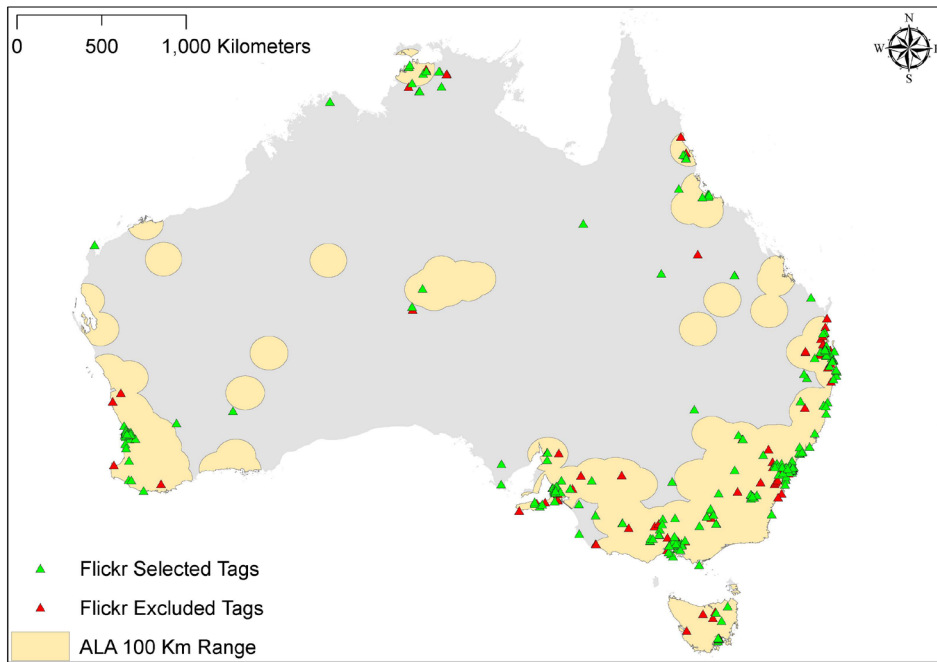 0 500 1,000 Kilometers
N
W E
S
Flickr Selected Tags
Flickr Excluded Tags
ALA 100 Km Range